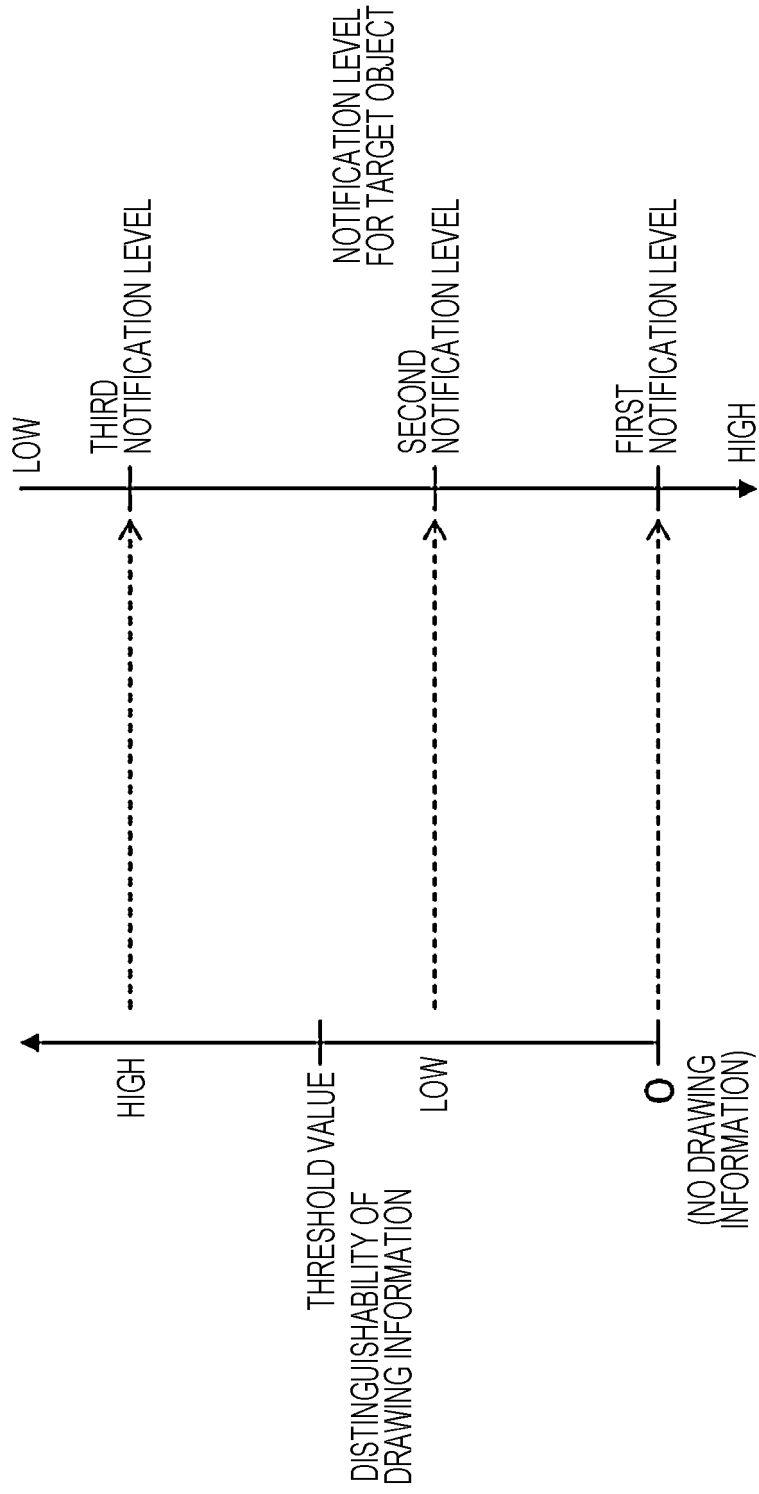 DISTINGUISHABILITY OF
DRAWING INFORMATION
HIGH
THRESHOLD VALUE
LOW
0
(NO DRAWING
INFORMATION)
LOW
THIRD
NOTIFICATION LEVEL
SECOND
NOTIFICATION LEVEL
FIRST
NOTIFICATION LEVEL
HIGH
NOTIFICATION LEVEL
FOR TARGET OBJECT